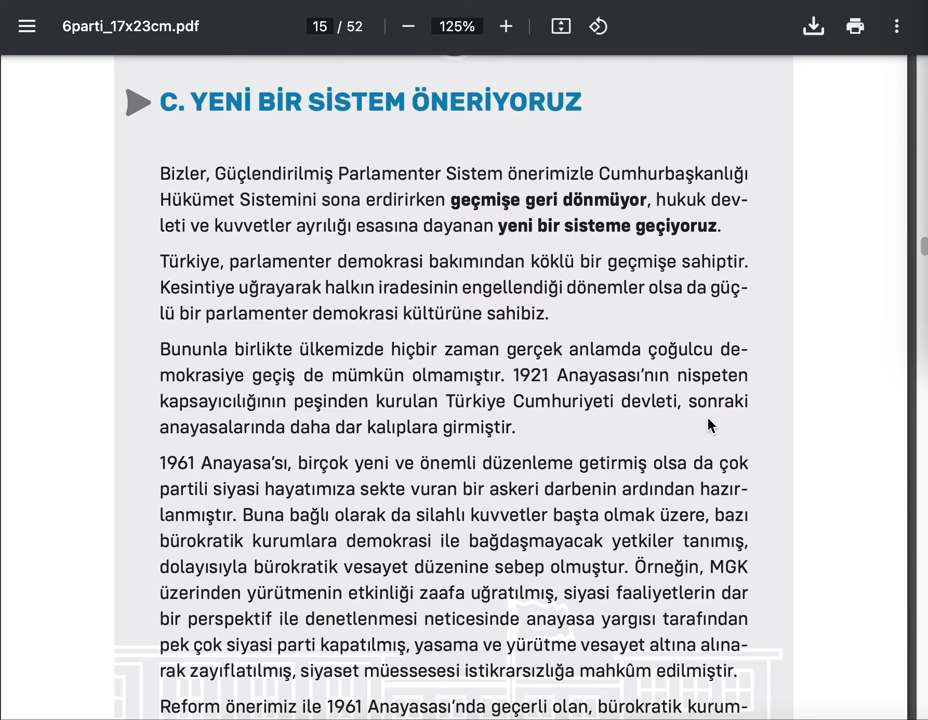 6parti_17x23cm.pdf
15 / 52
125%
C. YENİ BİR SİSTEM ÖNERİYORUZ
Bizler, Güçlendirilmiş Parlamenter Sistem önerimizle Cumhurbaşkanlığı
Hükümet Sistemini sona erdirirken geçmişe geri dönmüyor, hukuk dev-
leti ve kuvvetler ayrılığı esasına dayanan yeni bir sisteme geçiyoruz.
Türkiye, parlamenter demokrasi bakımından köklü bir geçmişe sahiptir.
Kesintiye uğrayarak halkın iradesinin engellendiği dönemler olsa da güç-
lü bir parlamenter demokrasi kültürüne sahibiz.
Bununla birlikte ülkemizde hiçbir zaman gerçek anlamda çoğulcu de-
mokrasiye geçiş de mümkün olmamıştır. 1921 Anayasası’nın nispeten
kapsayıcılığının peşinden kurulan Türkiye Cumhuriyeti devleti, sonraki
anayasalarında daha dar kalıplara girmiştir.
1961 Anayasa’sı, birçok yeni ve önemli düzenleme getirmiş olsa da çok
partili siyasi hayatımıza sekte vuran bir askeri darbenin ardından hazır-
lanmıştır. Buna bağlı olarak da silahlı kuvvetler başta olmak üzere, bazı
bürokratik kurumlara demokrasi ile bağdaşmayacak yetkiler tanımış,
dolayısıyla bürokratik vesayet düzenine sebep olmuştur. Örneğin, MGK
üzerinden yürütmenin etkinliği zaafa uğratılmış, siyasi faaliyetlerin dar
bir perspektif ile denetlenmesi neticesinde anayasa yargısı tarafından
pek çok siyasi parti kapatılmış, yasama ve yürütme vesayet altına alına-
rak zayıflatılmış, siyaset müessesesi istikrarsızlığa mahkûm edilmiştir.
Reform önerimiz ile 1961 Anayasası’nda geçerli olan, bürokratik kurum-